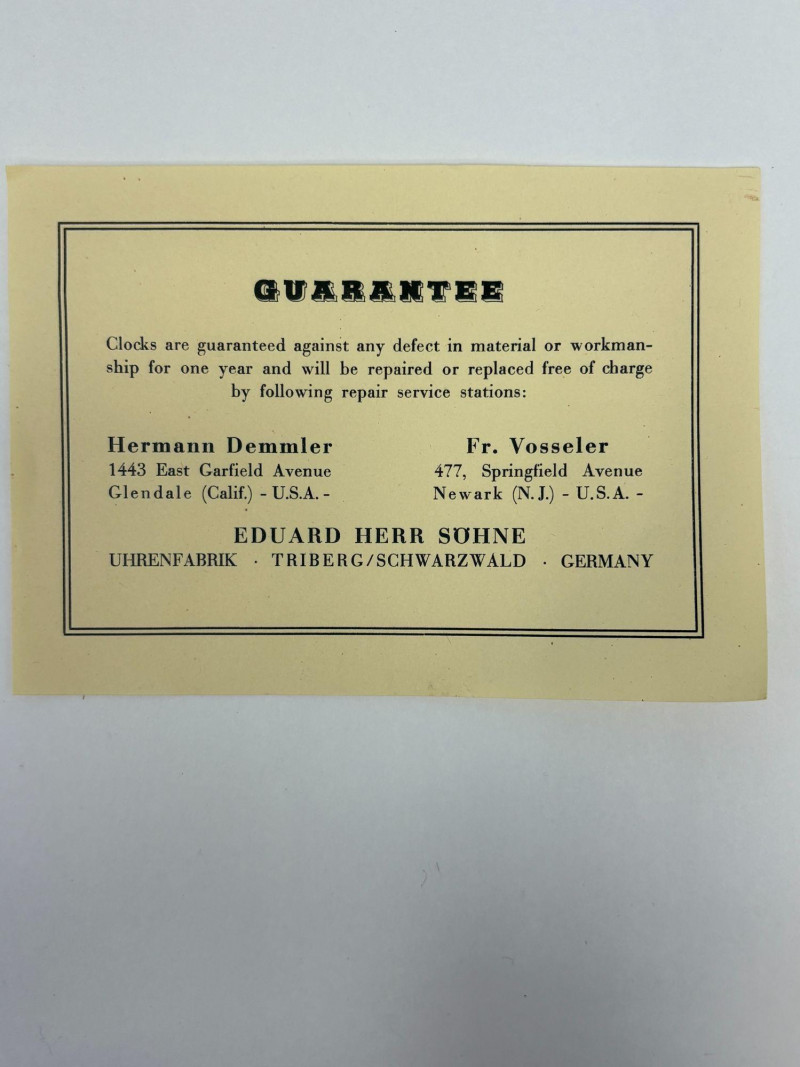 GUARANTEE
Clocks are guaranteed against any defect in material or workman-
ship for one year and will be repaired or replaced free of charge
by following repair service stations:
Hermann Demmler
1443 East Garfield Avenue
Glendale (Calif.) - U.S.A. -
Fr. Vosseler
477, Springfield Avenue
Newark (N.J.) - U.S.A. -
EDUARD HERR SÖHNE
UHRENFABRIK · TRIBERG/SCHWARZWALD · GERMANY